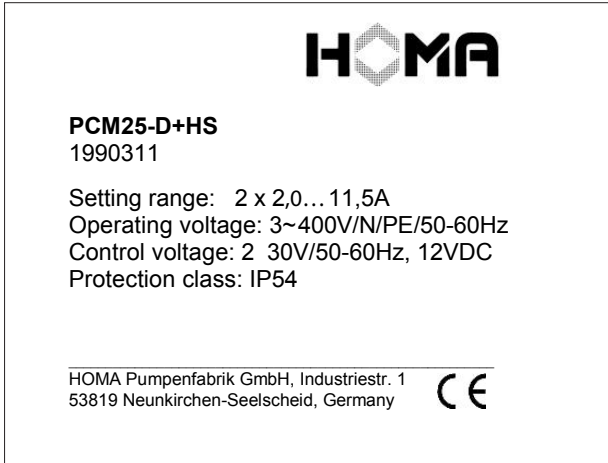 HOMA
PCM25-D+HS
1990311
Setting range: 2 x 2,0…11,5A
Operating voltage: 3~400V/N/PE/50-60Hz
Control voltage: 2 30V/50-60Hz, 12VDC
Protection class: IP54
HOMA Pumpenfabrik GmbH, Industriestr. 1
53819 Neunkirchen-Seelscheid, Germany
CE